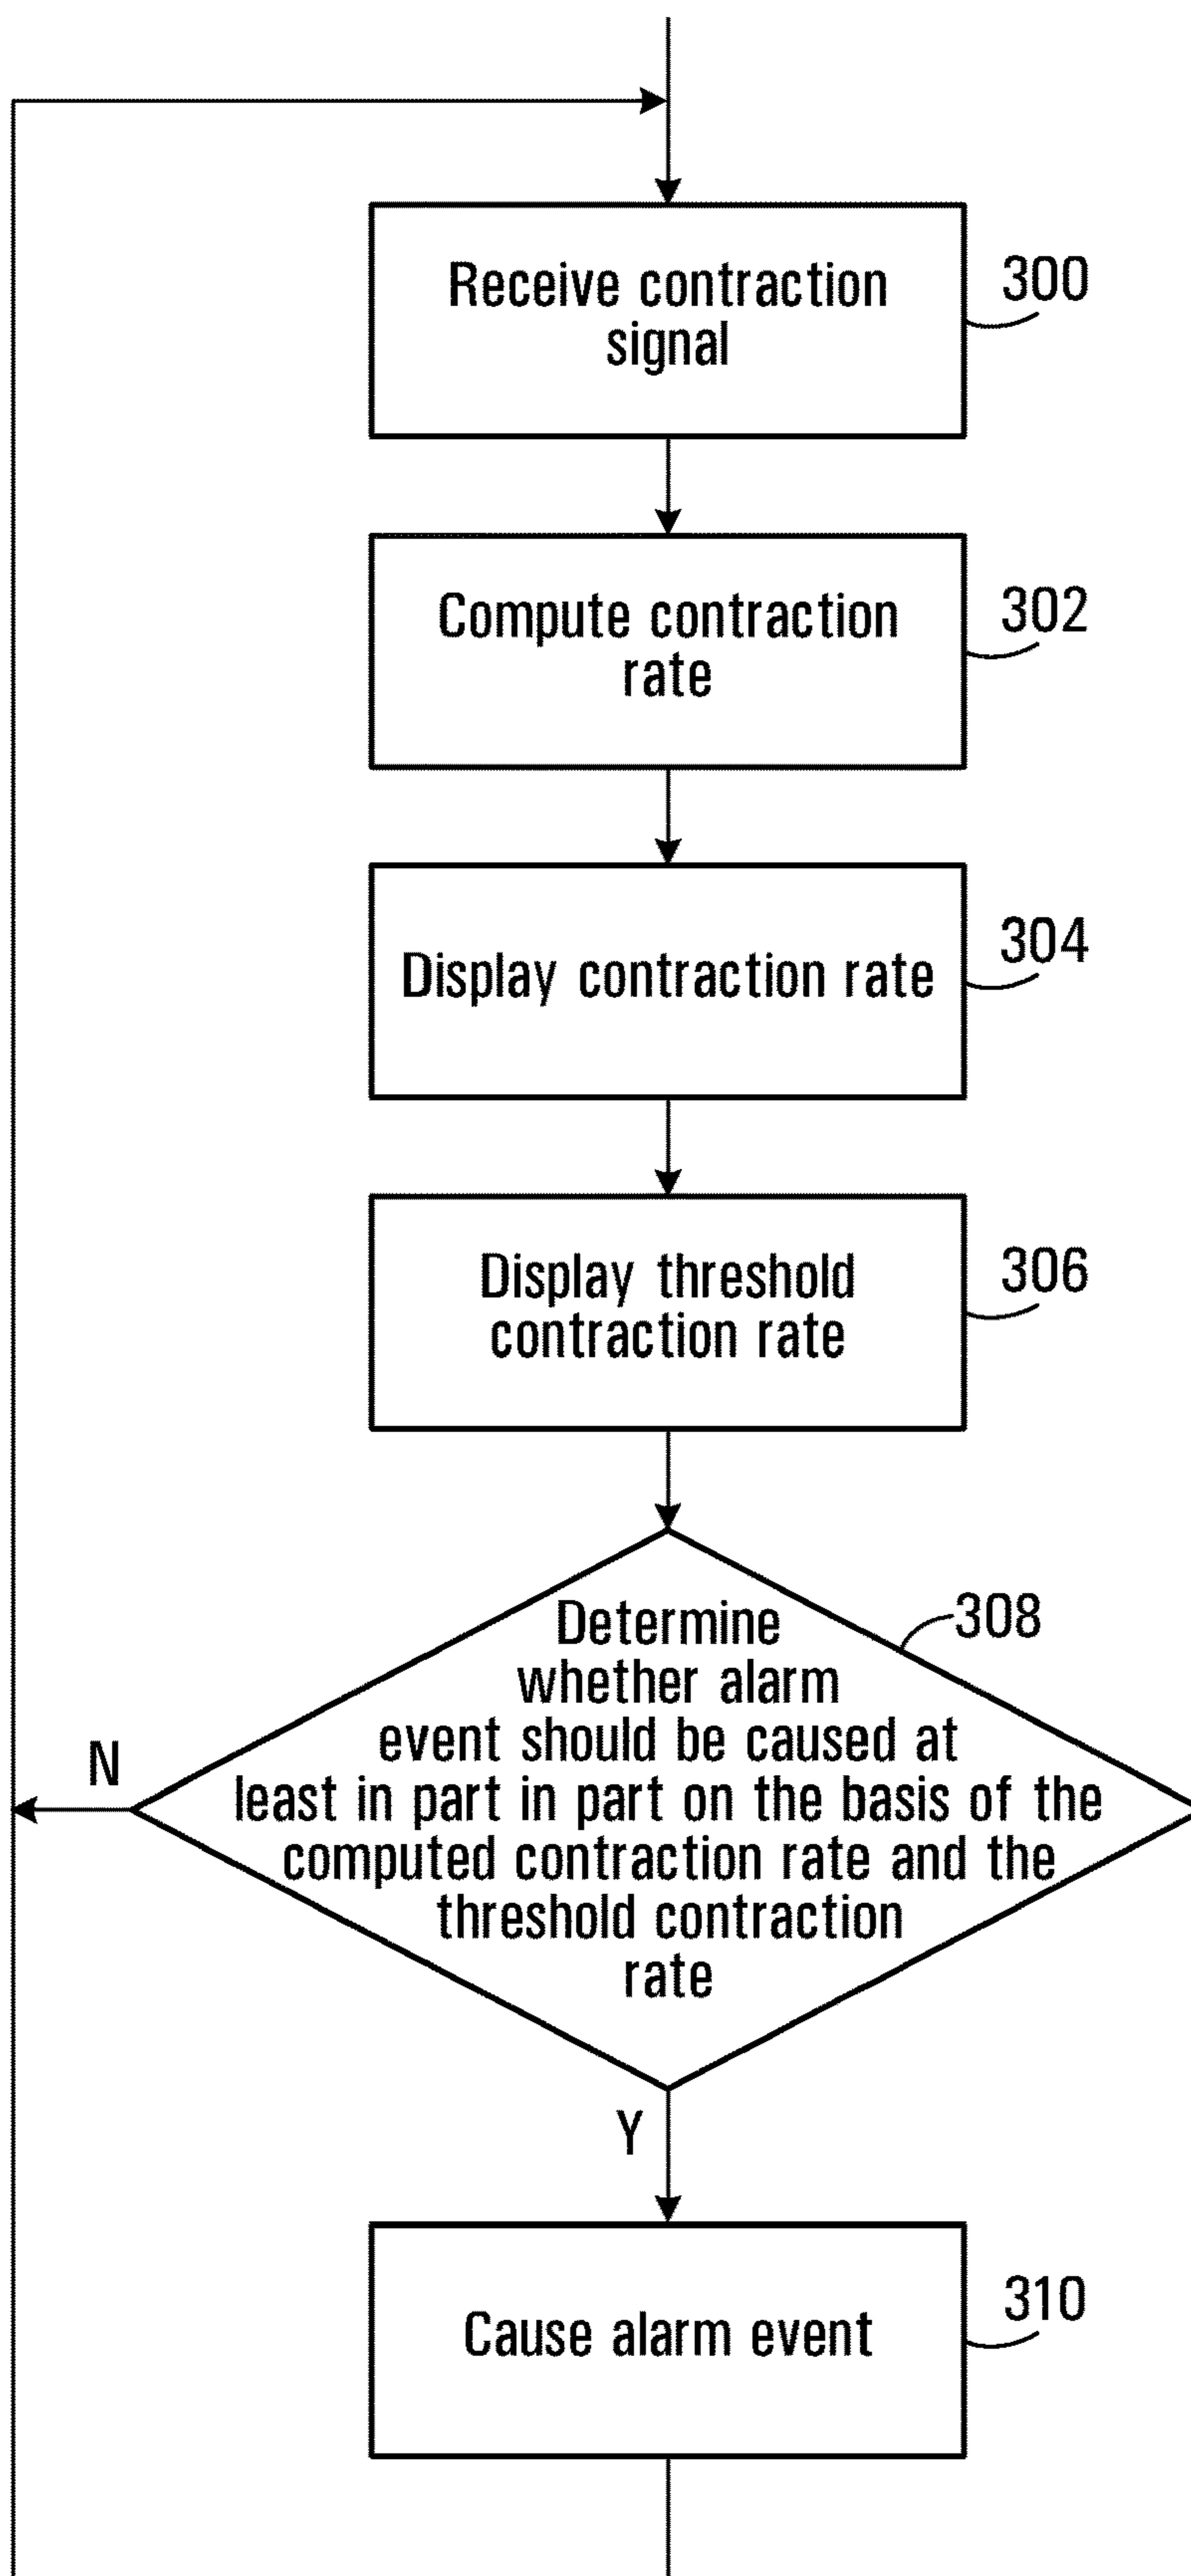 Receive contraction
signal
300
Compute contraction
rate
302
Display contraction rate
304
Display threshold
contraction rate
306
Determine
whether alarm
event should be caused at
least in part in part on the basis of the
computed contraction rate and the
threshold contraction
rate
308
N
Y
Cause alarm event
310